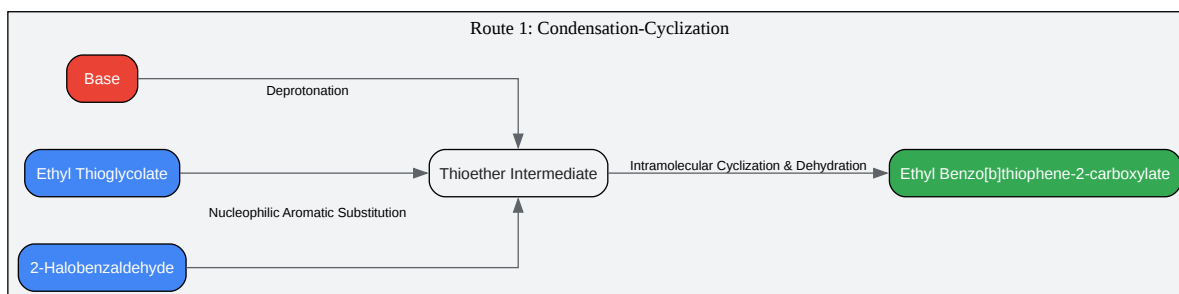 Route 1: Condensation-Cyclization
Base
Deprotonation
Ethyl Thioglycolate
Thioether Intermediate
Intramolecular Cyclization & Dehydration
Ethyl Benzo[b]thiophene-2-carboxylate
Nucleophilic Aromatic Substitution
2-Halobenzaldehyde